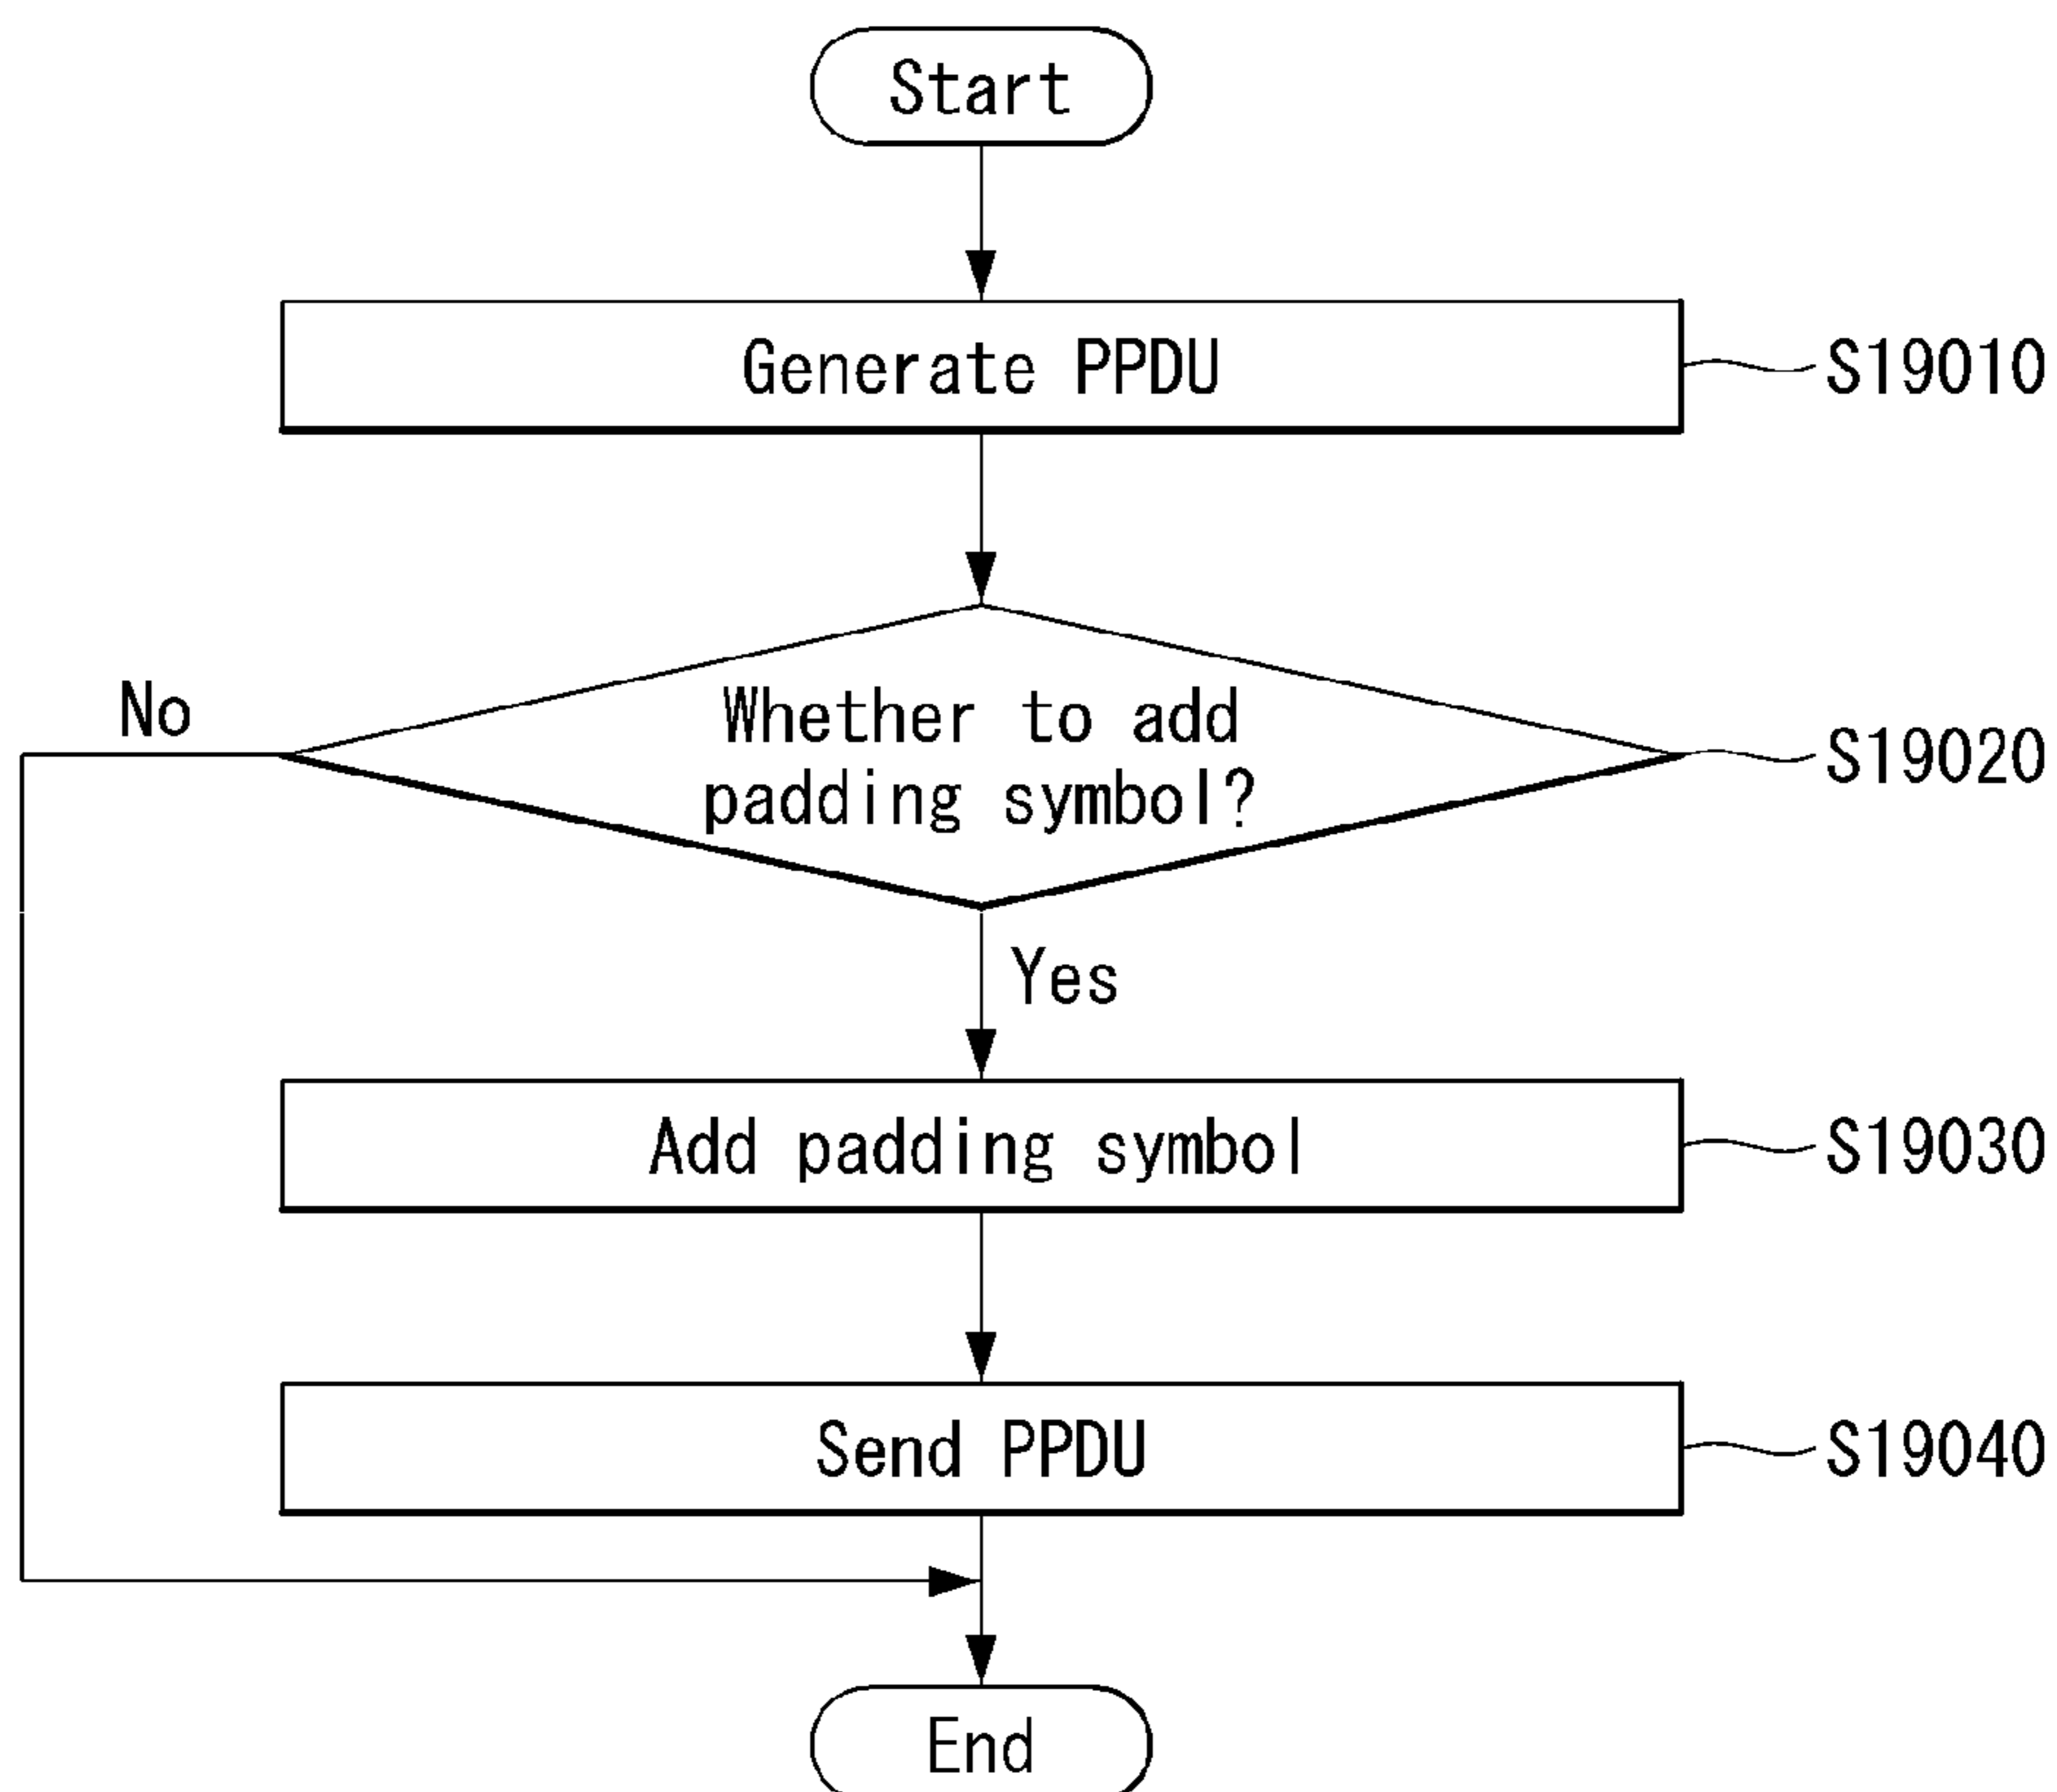 Start
Generate PPDU
S19010
No
Whether to add
padding symbol?
S19020
Yes
Add padding symbol
S19030
Send PPDU
S19040
End